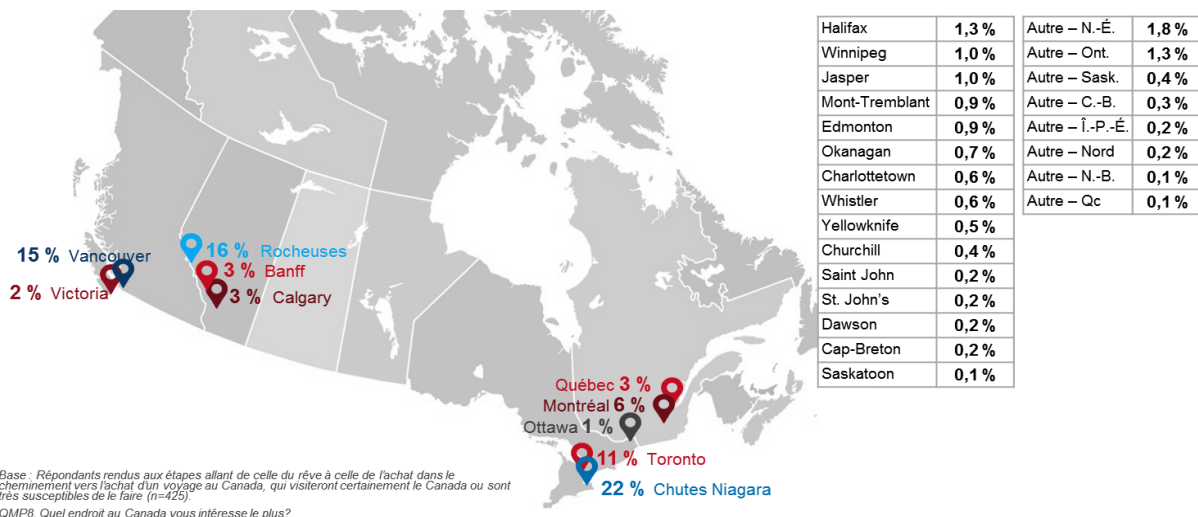 15 % Vancouver
2 % Victoria
16 % Rocheuses
3 % Banff
3 % Calgary
Québec 3 %
Montréal 6 %
Ottawa 1 %
11 % Toronto
22 % Chutes Niagara
Halifax 1,3 %
Winnipeg 1,0 %
Jasper 1,0 %
Mont-Tremblant 0,9 %
Edmonton 0,9 %
Okanagan 0,7 %
Charlottetown 0,6 %
Whistler 0,6 %
Yellowknife 0,5 %
Churchill 0,4 %
Saint John 0,2 %
St. John's 0,2 %
Dawson 0,2 %
Cap-Breton 0,2 %
Saskatoon 0,1 %
Autre – N.-É. 1,8 %
Autre – Ont. 1,3 %
Autre – Sask. 0,4 %
Autre – C.-B. 0,3 %
Autre – Î.-P.-É. 0,2 %
Autre – Nord 0,2 %
Autre – N.-B. 0,1 %
Autre – Qc 0,1 %
Base : Répondants rendus aux étapes allant de celle du rêve à celle de l'achat dans le
cheminement vers l'achat d'un voyage au Canada, qui visiteront certainement le Canada ou sont
très susceptibles de le faire (n=425).
QMP8. Quel endroit au Canada vous intéresse le plus?